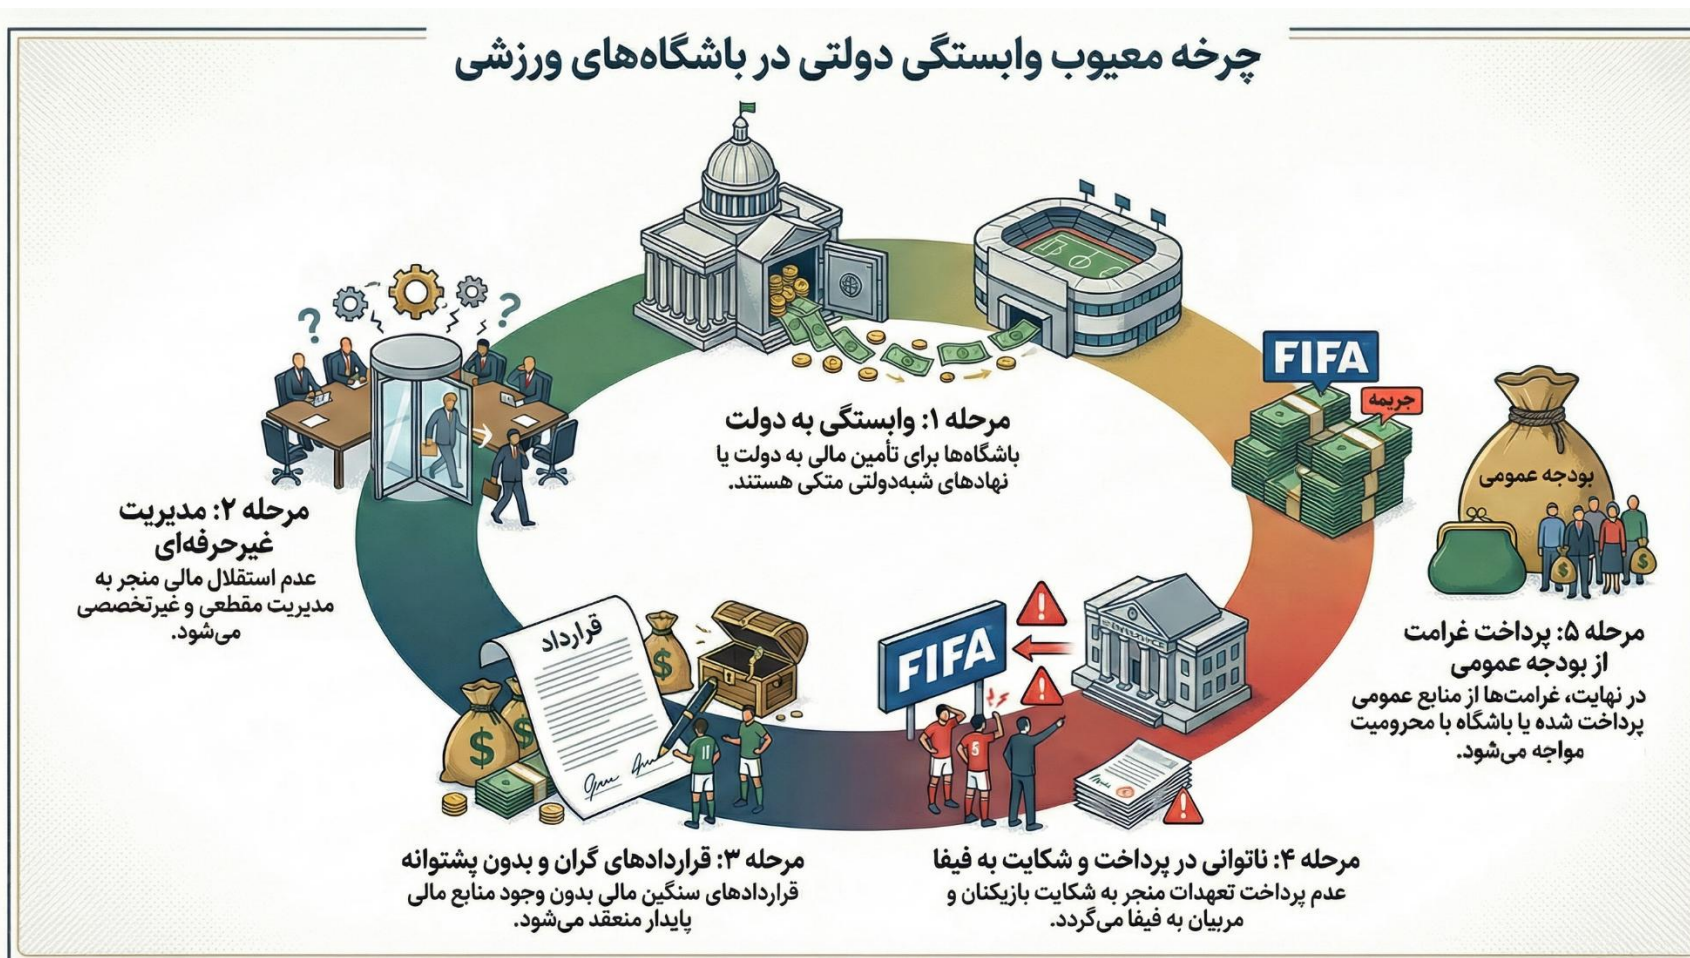 چرخه معیوب وابستگی دولتی در باشگاه‌های ورزشی
مرحله ۱: وابستگی به دولت
باشگاه‌ها برای تأمین مالی به دولت یا
نهادهای شبه‌دولتی متکی هستند.
?
?
مرحله ۲: مدیریت
غیرحرفه‌ای
عدم استقلال مالی منجر به
مدیریت مقطعی و غیرتخصصی
می‌شود.
قرارداد
$
$
$
11
مرحله ۳: قراردادهای گران و بدون پشتوانه
قراردادهای سنگین مالی بدون وجود منابع مالی
پایدار منعقد می‌شود.
FIFA
!
!
5
!
مرحله ۴: ناتوانی در پرداخت و شکایت به فیفا
عدم پرداخت تعهدات منجر به شکایت بازیکنان و
مربیان به فیفا می‌گردد.
FIFA
جریمه
بودجه عمومی
$
$
مرحله ۵: پرداخت غرامت
از بودجه عمومی
در نهایت، غرامت‌ها از منابع عمومی
پرداخت شده یا باشگاه با محرومیت
مواجه می‌شود.